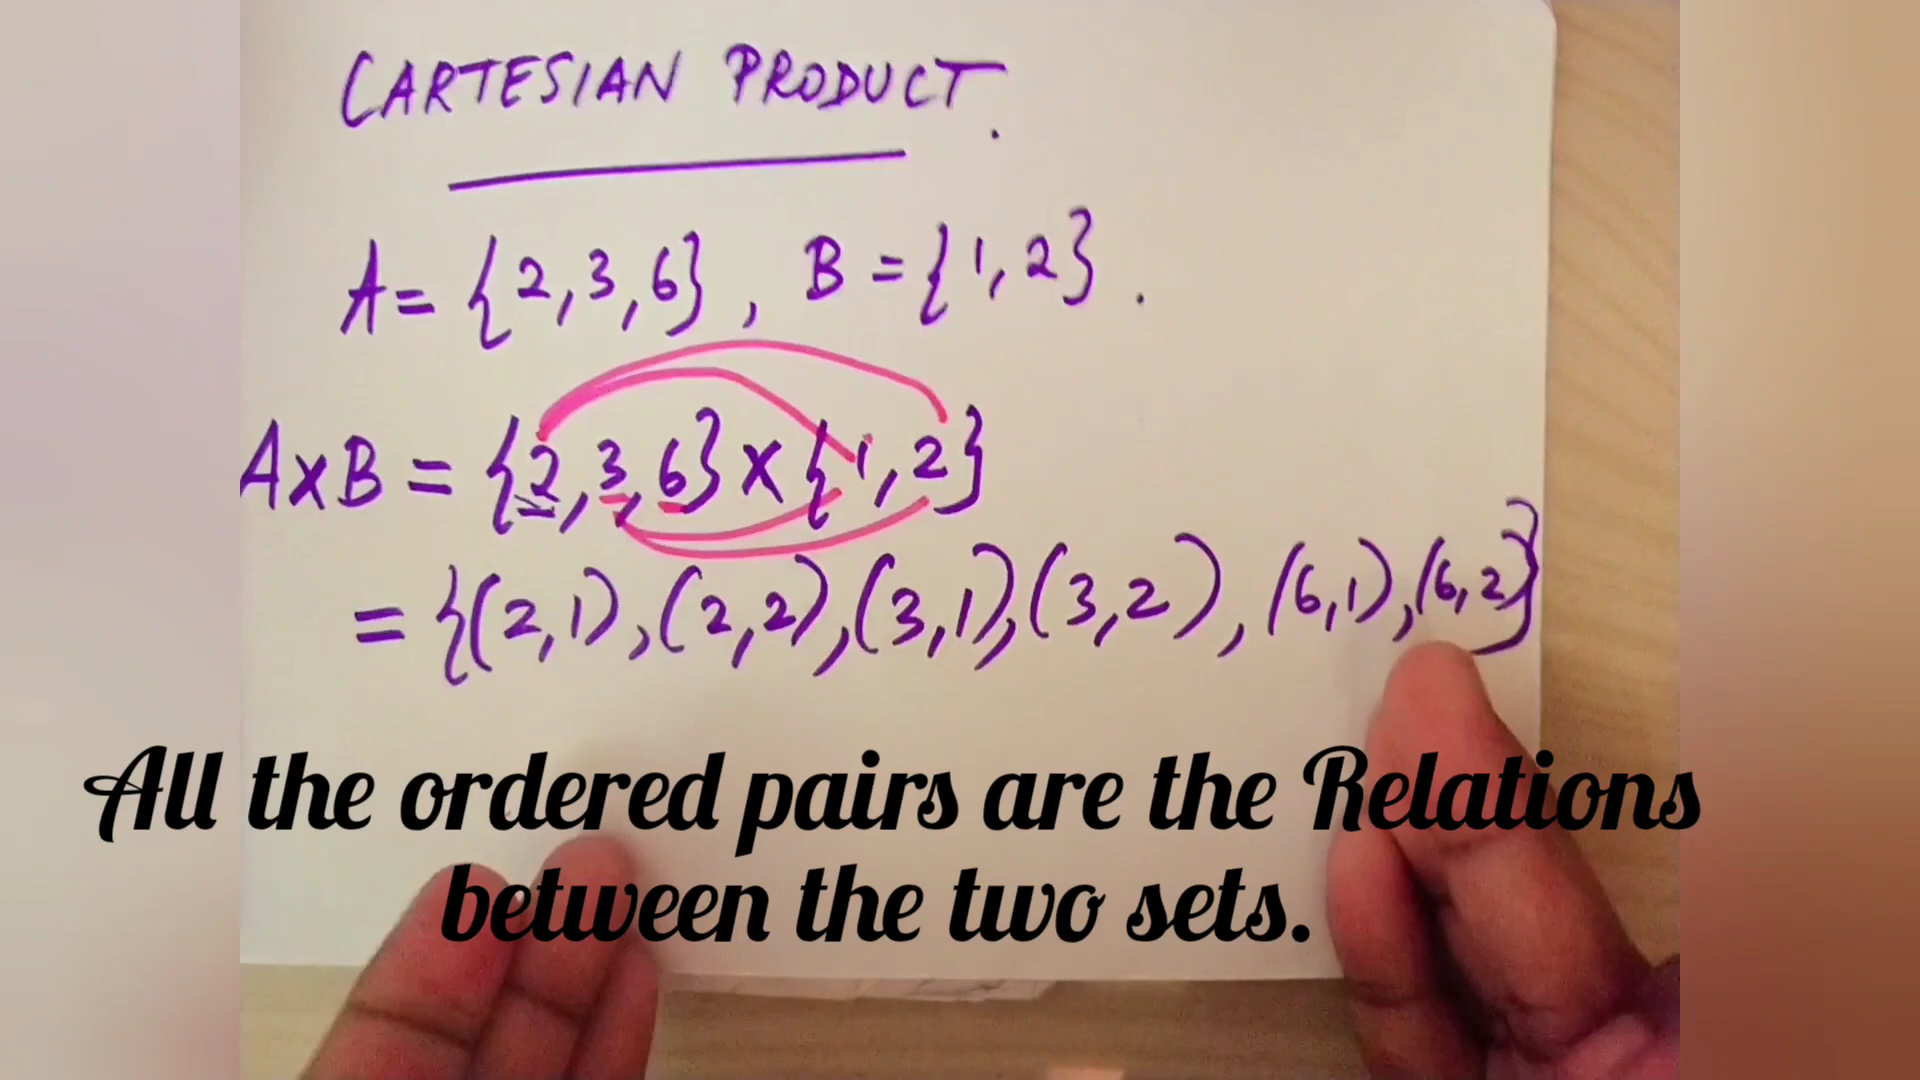 CARTESIAN PRODUCT.
A = {2,3,6}, B = {1,2}.
AxB = {2,3,6} x {1,2}
= {(2,1),(2,2),(3,1),(3,2),(6,1),(6,2)}
All the ordered pairs are the Relations
between the two sets.